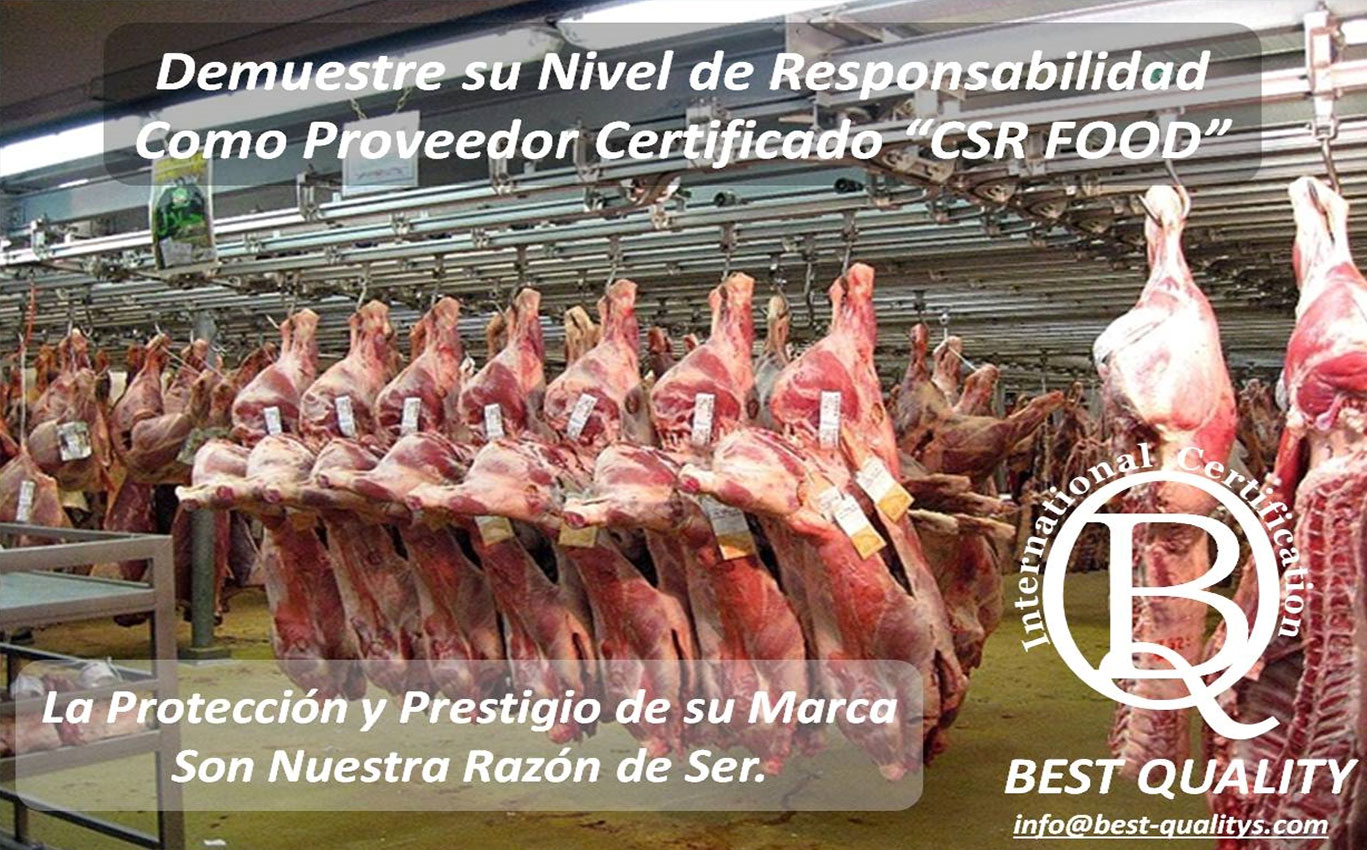 Demuestre su Nivel de Responsabilidad
Como Proveedor Certificado “CSR FOOD”
International Certification
BQ
La Protección y Prestigio de su Marca
Son Nuestra Razón de Ser.
BEST QUALITY
info@best-qualitys.com